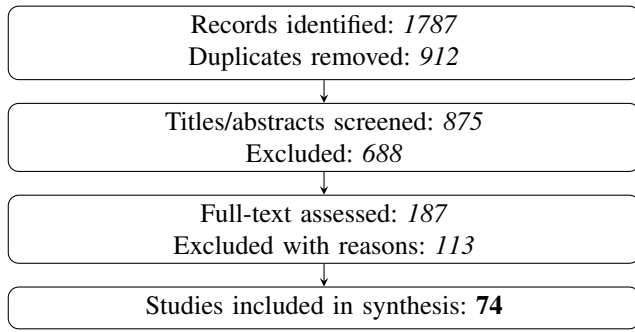 Records identified: 1787
Duplicates removed: 912
Titles/abstracts screened: 875
Excluded: 688
Full-text assessed: 187
Excluded with reasons: 113
Studies included in synthesis: 74